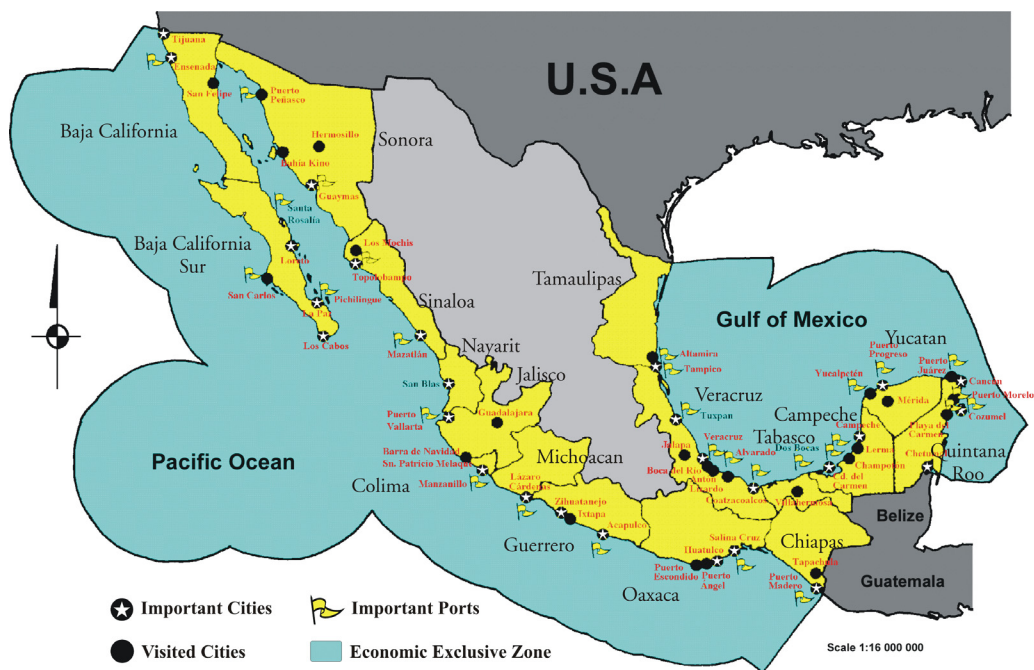 U.S.A
Tijuana
Ensenada
San Felipe
Puerto
Peñasco
Baja California
Hermosillo
Sonora
Bahía Kino
Guaymas
Santa
Rosalía
Baja California
Sur
Los Mochis
Loreto
Topolobampo
San Carlos
Pichilingue
La Paz
Los Cabos
Sinaloa
Mazatlán
Tamaulipas
Gulf of Mexico
Nayarit
San Blas
Jalisco
Altamira
Tampico
Puerto
Progreso
Yucatan
Yucalpetén
Puerto
Juárez
Cancún
Mérida
Puerto Morelo
Cozumel
Puerto
Vallarta
Guadalajara
Veracruz
Tuxpan
Campeche
Campeche
Playa del
Carmen
Barra de Navidad
Sn. Patricio Melaque
Michoacan
Jalapa
Veracruz
Alvarado
Tabasco
Dos Bocas
Lerma
Chetumal
Quintana
Roo
Pacific Ocean
Colima
Manzanillo
Lázaro
Cárdenas
Boca del Río
Antón
Lizardo
Coatzacoalcos
Champotón
Cd. del
Carmen
Villahermosa
Zihuatanejo
Ixtapa
Acapulco
Guerrero
Salina Cruz
Huatulco
Chiapas
Belize
Puerto
Escondido
Puerto
Ángel
Oaxaca
Tapachula
Puerto
Madero
Guatemala
Important Cities
Important Ports
Visited Cities
Economic Exclusive Zone
Scale 1:16 000 000